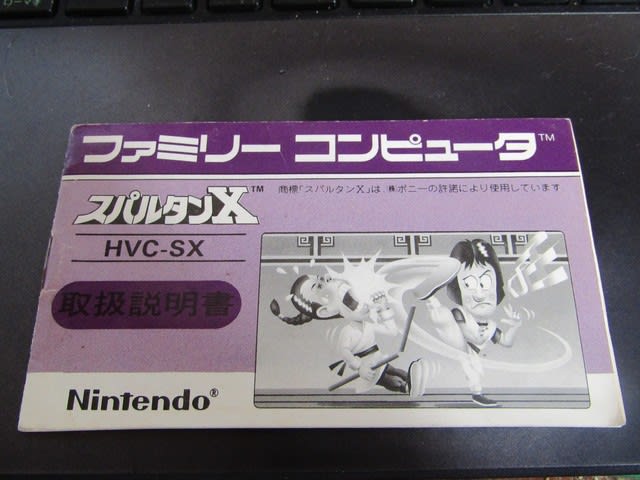 ファミリー コンピュータ™
スパルタンX™
商標「スパルタンX」は、㈱ポニーの許諾により使用しています
HVC-SX
取扱説明書
Nintendo®